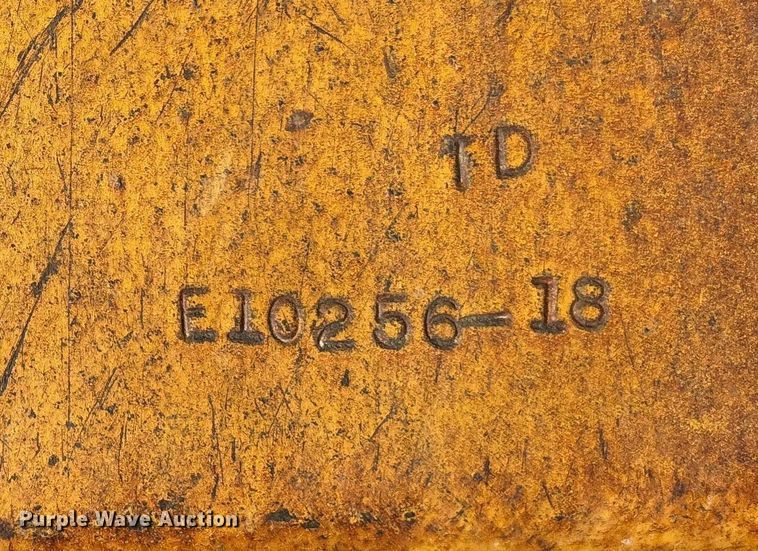 TD
E10256-18
Purple Wave Auction